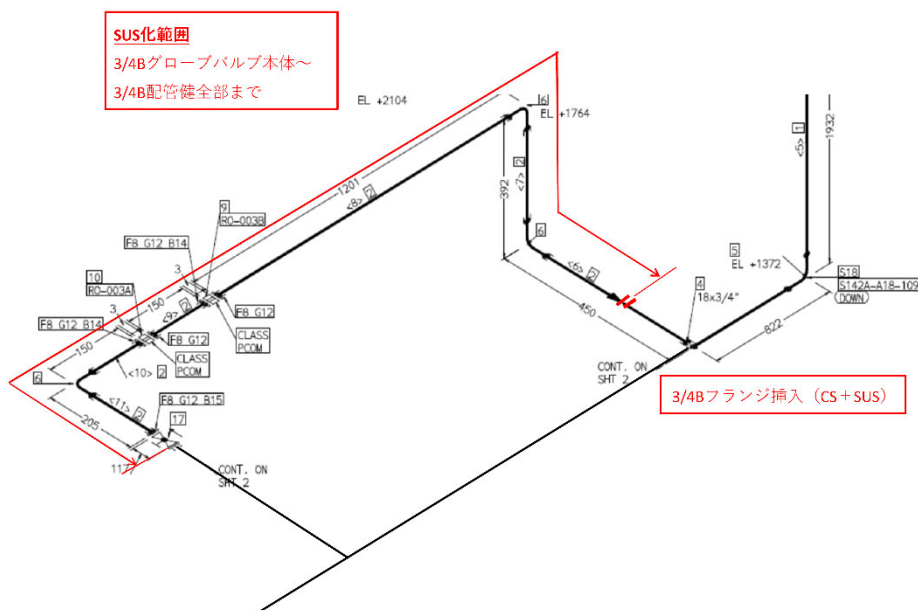 SUS化範囲
3/4Bグローブバルブ本体～
3/4B配管健全部まで
EL +2104
6
EL +1764
1932
<5> 1
1201
<8> 2
392
<7> 2
9
RO-003B
F8 G12 B14
6
3
10
RO-003A
150
<6> 2
5
EL +1372
S18
S142A-A18-109
(DOWN)
4
18x3/4"
3
<9> 2
F8 G12
F8 G12 B14
450
822
CLASS
PCOM
150
F8 G12
CLASS
PCOM
CONT. ON
SHT 2
6
<10> 2
3/4Bフランジ挿入（CS＋SUS）
<11> 2
F8 G12 B15
205
17
117
CONT. ON
SHT 2